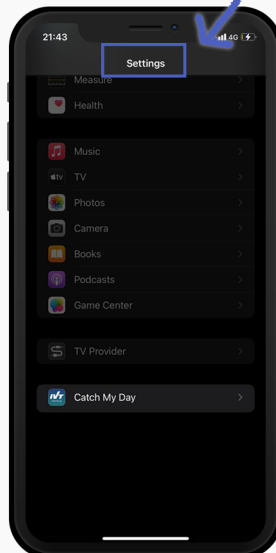 21:43
4G
Settings
Measure
Health
Music
tv TV
Photos
Camera
Books
Podcasts
Game Center
TV Provider
Catch My Day